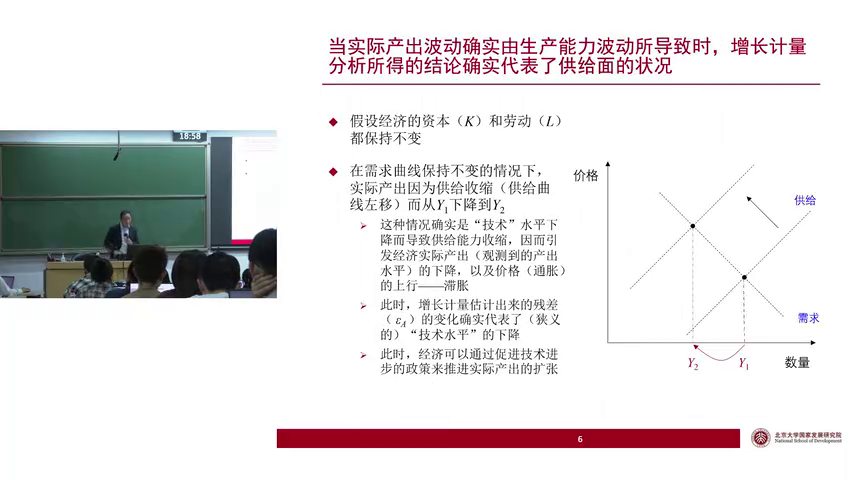 当实际产出波动确实由生产能力波动所导致时，增长计量
分析所得的结论确实代表了供给面的状况
18:58
◆ 假设经济的资本（K）和劳动（L）
都保持不变
◆ 在需求曲线保持不变的情况下，
实际产出因为供给收缩（供给曲
线左移）而从Y₁下降到Y₂
➢ 这种情况确实是“技术”水平下
降而导致供给能力收缩，因而引
发经济实际产出（观测到的产出
水平）的下降，以及价格（通胀）
的上行——滞胀
➢ 此时，增长计量估计出来的残差
（εA）的变化确实代表了（狭义
的）“技术水平”的下降
➢ 此时，经济可以通过促进技术进
步的政策来推进实际产出的扩张
价格
供给
需求
Y₂
Y₁
数量
6
北京大学国家发展研究院
National School of Development